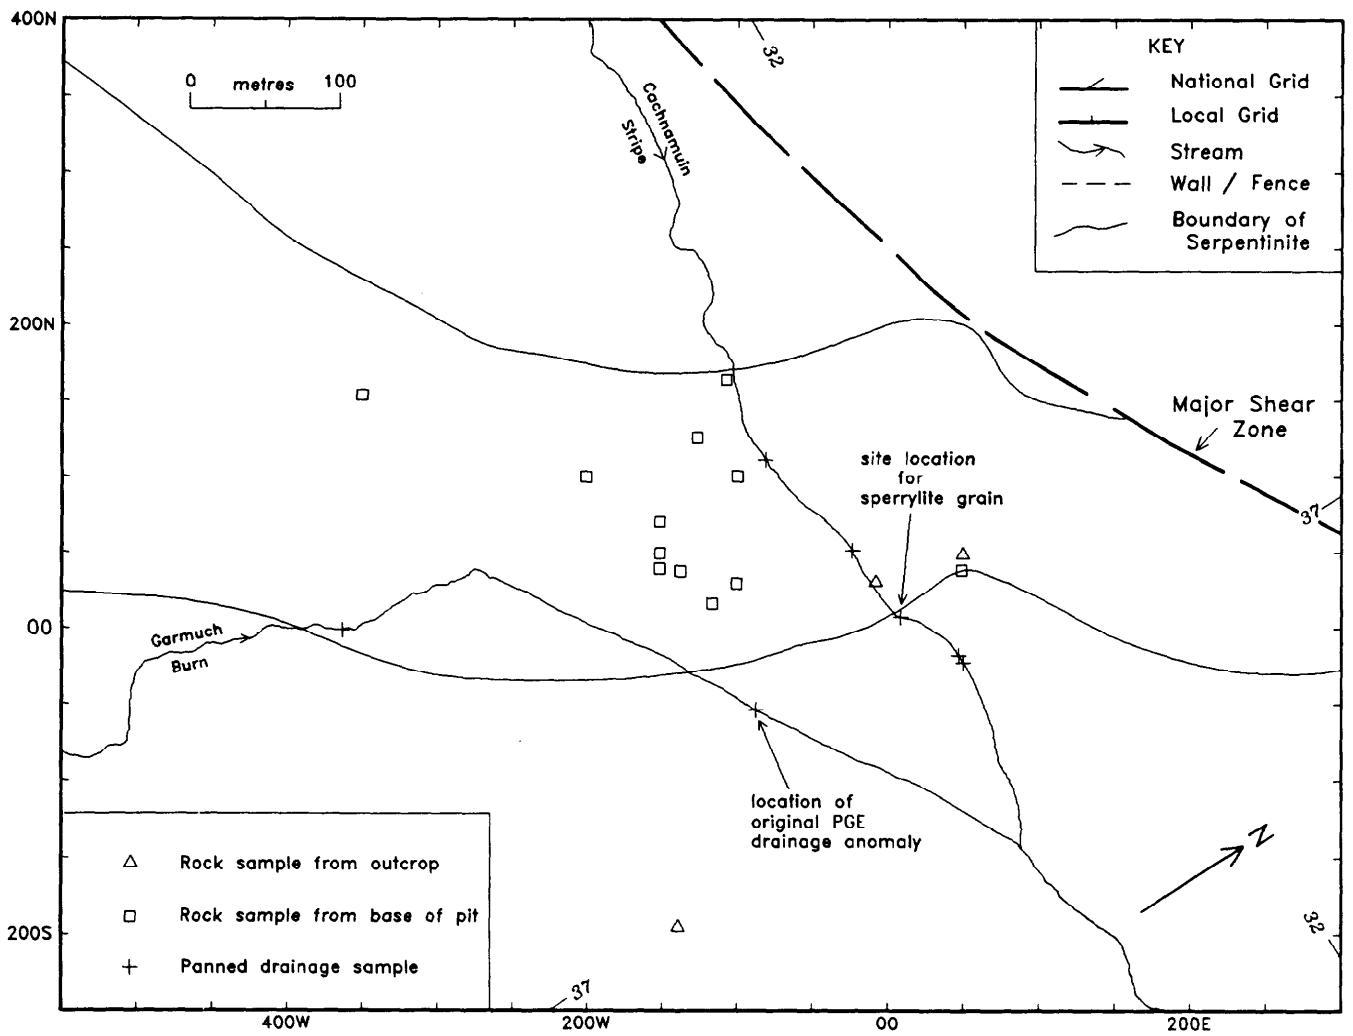 400N
0 metres 100
Cachnamuin
Stripe
32
KEY
National Grid
Local Grid
Stream
Wall / Fence
Boundary of
Serpentinite
200N
Major Shear
Zone
site location
for
sperrylite grain
37
00
Garmuch
Burn
location of
original PGE
drainage anomaly
N
Rock sample from outcrop
Rock sample from base of pit
Panned drainage sample
200S
32
37
400W
200W
00
200E